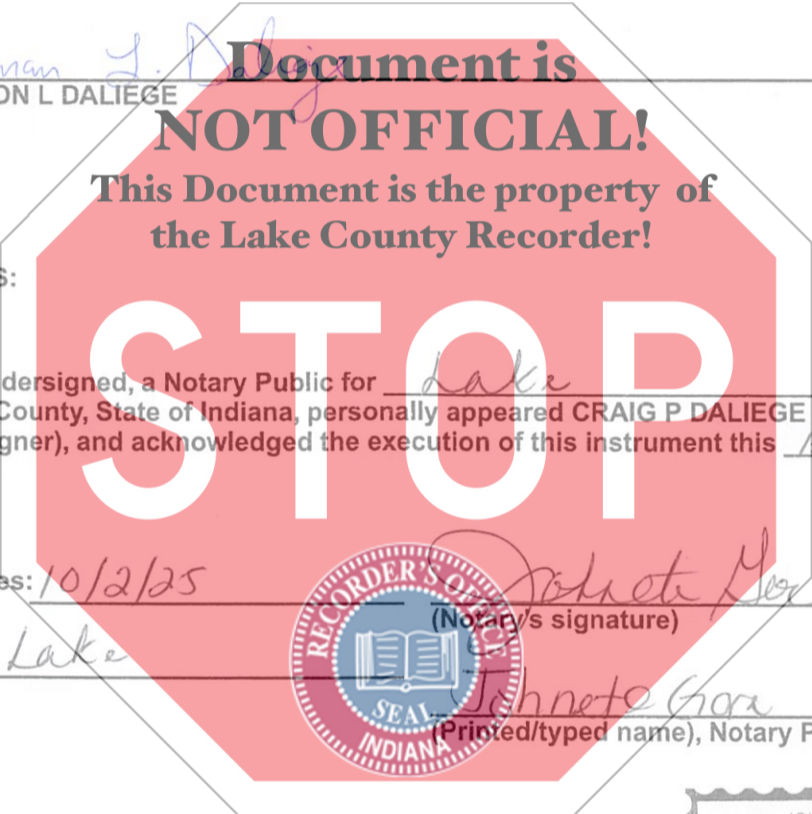 man L. Daliege
ON L DALIEGE
Document is
NOT OFFICIAL!
This Document is the property of
the Lake County Recorder!
S:
STOP
dersigned, a Notary Public for Lake
County, State of Indiana, personally appeared CRAIG P DALIEGE
gner), and acknowledged the execution of this instrument this
es: 10/2/25
(Notary's signature)
Lake
RECORDER'S OFFICE
SEAL
INDIANA
(Printed/typed name), Notary P